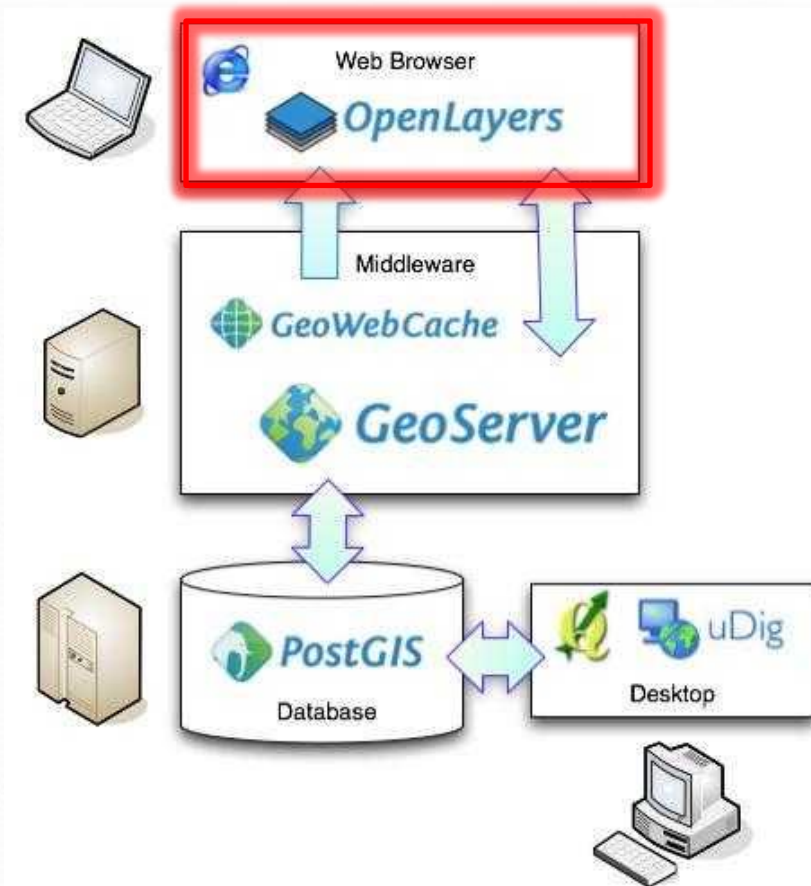 Web Browser
OpenLayers
Middleware
GeoWebCache
GeoServer
PostGIS
Database
uDig
Desktop